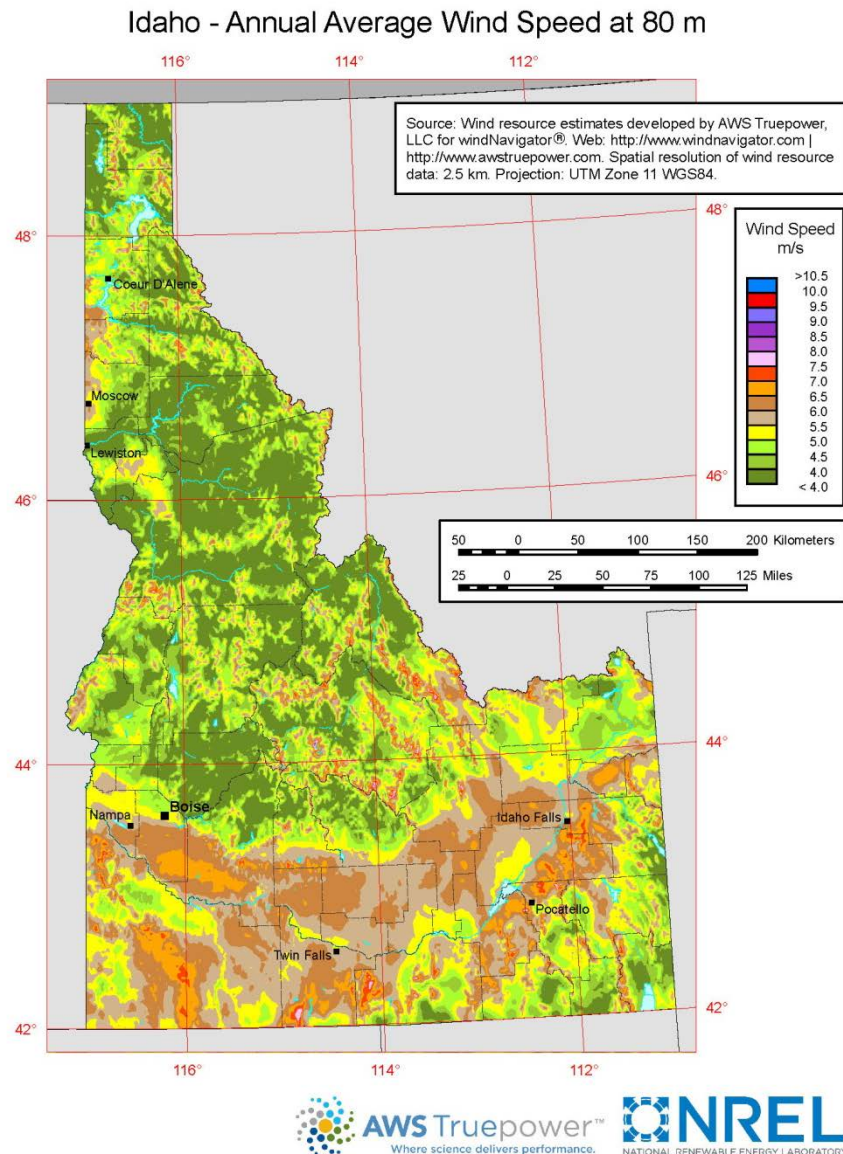 Idaho - Annual Average Wind Speed at 80 m
116°
114°
112°
Source: Wind resource estimates developed by AWS Truepower,
LLC for windNavigator®. Web: http://www.windnavigator.com |
http://www.awstruepower.com. Spatial resolution of wind resource
data: 2.5 km. Projection: UTM Zone 11 WGS84.
48°
48°
Wind Speed
m/s
>10.5
10.0
9.5
9.0
8.5
8.0
7.5
7.0
6.5
6.0
5.5
5.0
4.5
4.0
< 4.0
Coeur D'Alene
Moscow
Lewiston
46°
46°
50 0 50 100 150 200 Kilometers
25 0 25 50 75 100 125 Miles
44°
44°
Boise
Nampa
Idaho Falls
Pocatello
Twin Falls
42°
42°
116°
114°
112°
AWS Truepower™
Where science delivers performance.
NREL
NATIONAL RENEWABLE ENERGY LABORATORY